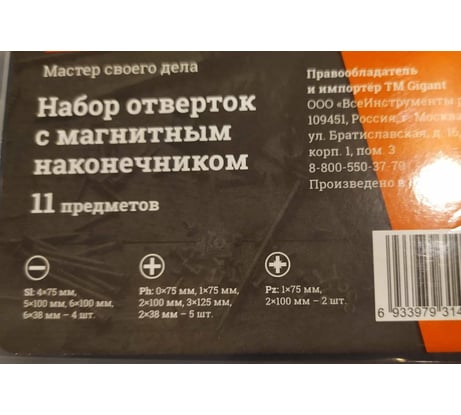 Мастер своего дела
Набор отверток
с магнитным
наконечником
11 предметов
Sl: 4×75 мм,
5×100 мм, 6×100 мм,
6×38 мм – 4 шт.
Ph: 0×75 мм, 1×75 мм,
2×100 мм, 3×125 мм,
2×38 мм – 5 шт.
Pz: 1×75 мм,
2×100 мм – 2 шт.
Правообладатель
и импортёр ТМ Gigant
ООО «ВсеИнструменты
109451, Россия, г. Москва
ул. Братиславская, д. 16,
корп. 1, пом. 3
8-800-550-37-70
Произведено в
6 933979 314